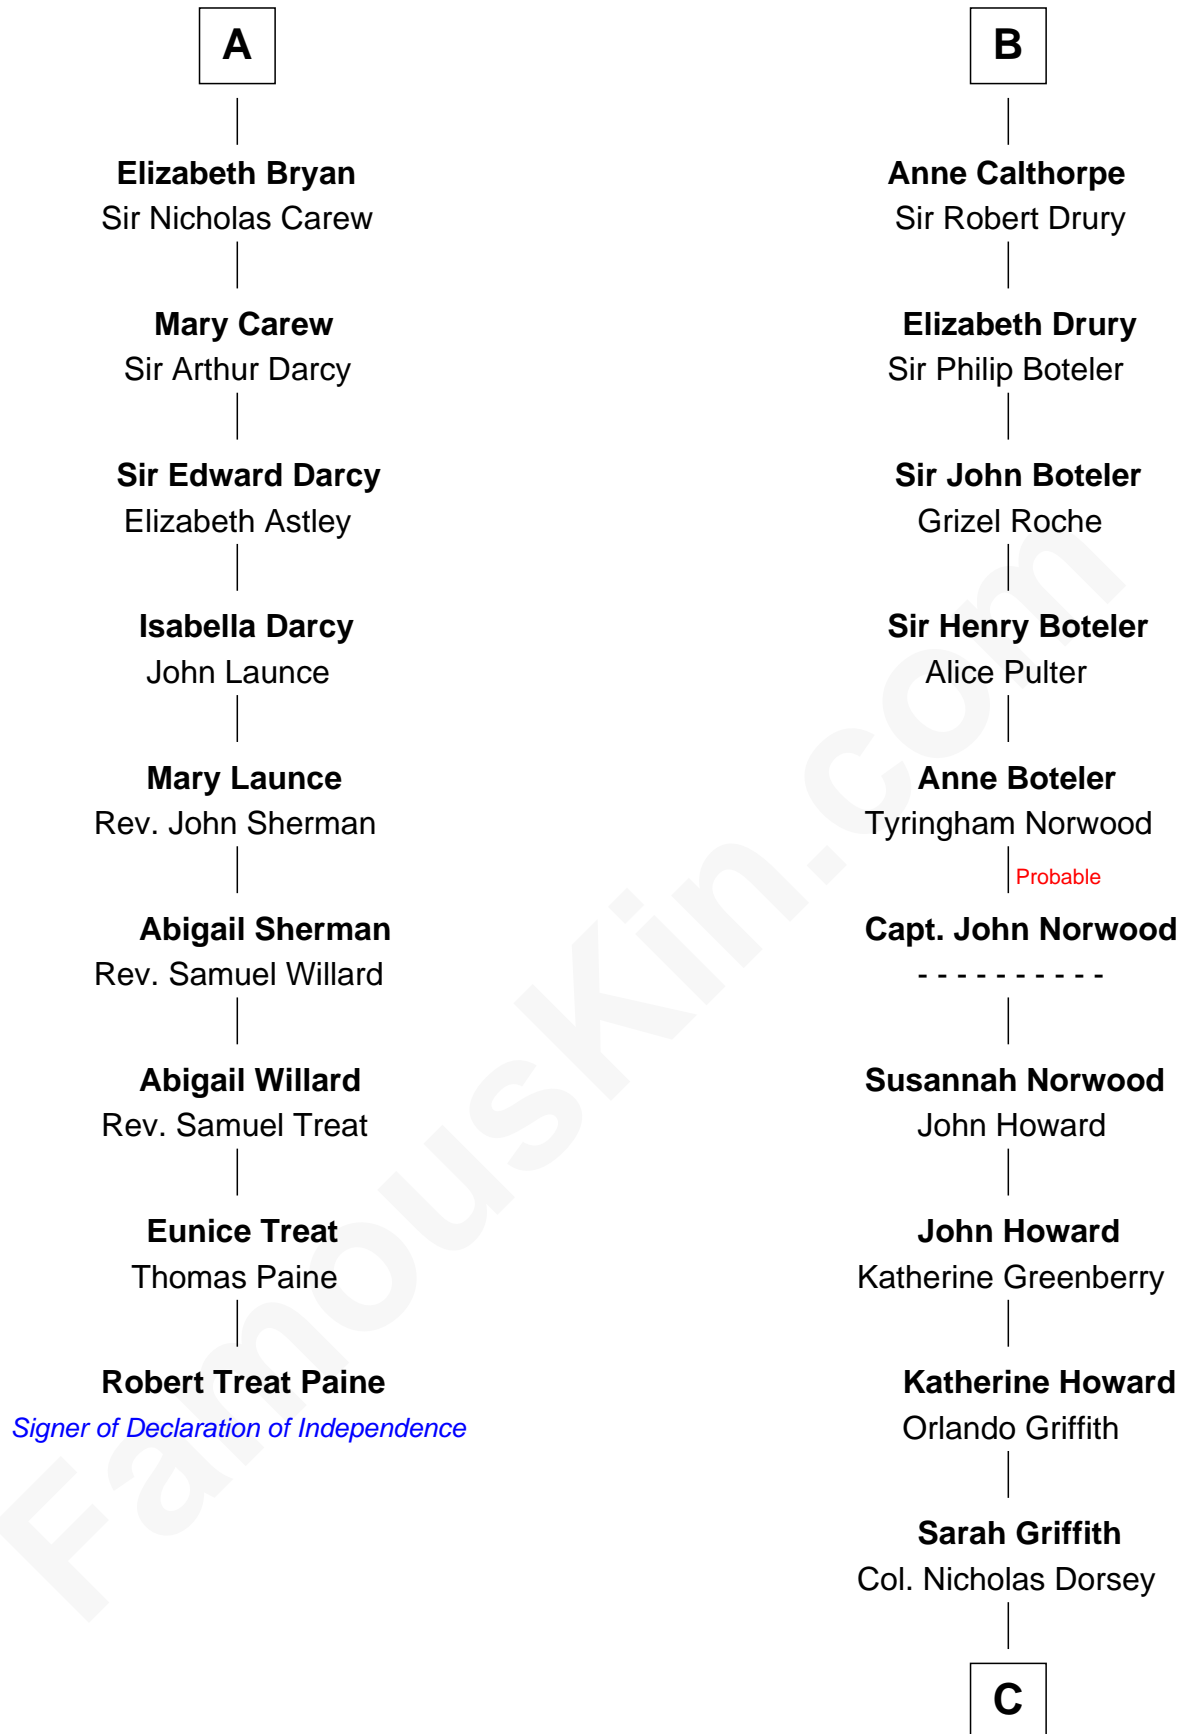 A
Elizabeth Bryan
Sir Nicholas Carew
Mary Carew
Sir Arthur Darcy
Sir Edward Darcy
Elizabeth Astley
Isabella Darcy
John Launce
Mary Launce
Rev. John Sherman
Abigail Sherman
Rev. Samuel Willard
Abigail Willard
Rev. Samuel Treat
Eunice Treat
Thomas Paine
Robert Treat Paine
Signer of Declaration of Independence
B
Anne Calthorpe
Sir Robert Drury
Elizabeth Drury
Sir Philip Boteler
Sir John Boteler
Grizel Roche
Sir Henry Boteler
Alice Pulter
Anne Boteler
Tyringham Norwood
Probable
Capt. John Norwood
- - - - - - - - - -
Susannah Norwood
John Howard
John Howard
Katherine Greenberry
Katherine Howard
Orlando Griffith
Sarah Griffith
Col. Nicholas Dorsey
C
FamousKin.com